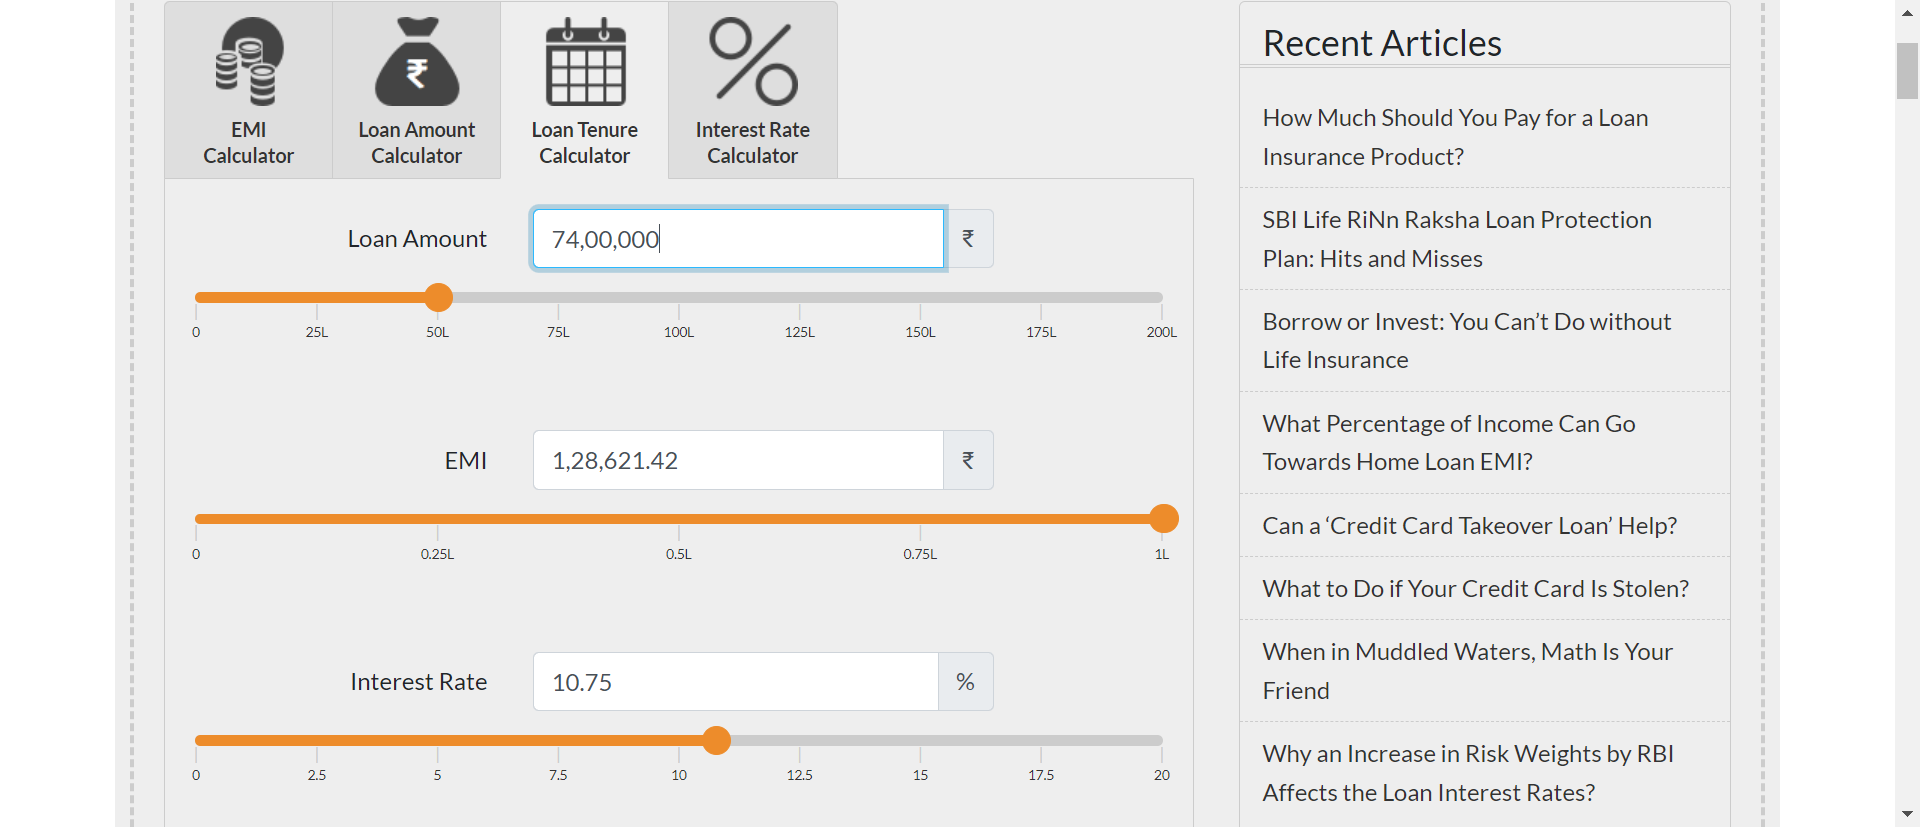 EMI
Calculator
Loan Amount
Calculator
Loan Tenure
Calculator
Interest Rate
Calculator
Loan Amount
74,00,000
₹
0 25L 50L 75L 100L 125L 150L 175L 200L
EMI
1,28,621.42
₹
0 0.25L 0.5L 0.75L 1L
Interest Rate
10.75
%
0 2.5 5 7.5 10 12.5 15 17.5 20
Recent Articles
How Much Should You Pay for a Loan
Insurance Product?
SBI Life RiNn Raksha Loan Protection
Plan: Hits and Misses
Borrow or Invest: You Can’t Do without
Life Insurance
What Percentage of Income Can Go
Towards Home Loan EMI?
Can a ‘Credit Card Takeover Loan’ Help?
What to Do if Your Credit Card Is Stolen?
When in Muddled Waters, Math Is Your
Friend
Why an Increase in Risk Weights by RBI
Affects the Loan Interest Rates?